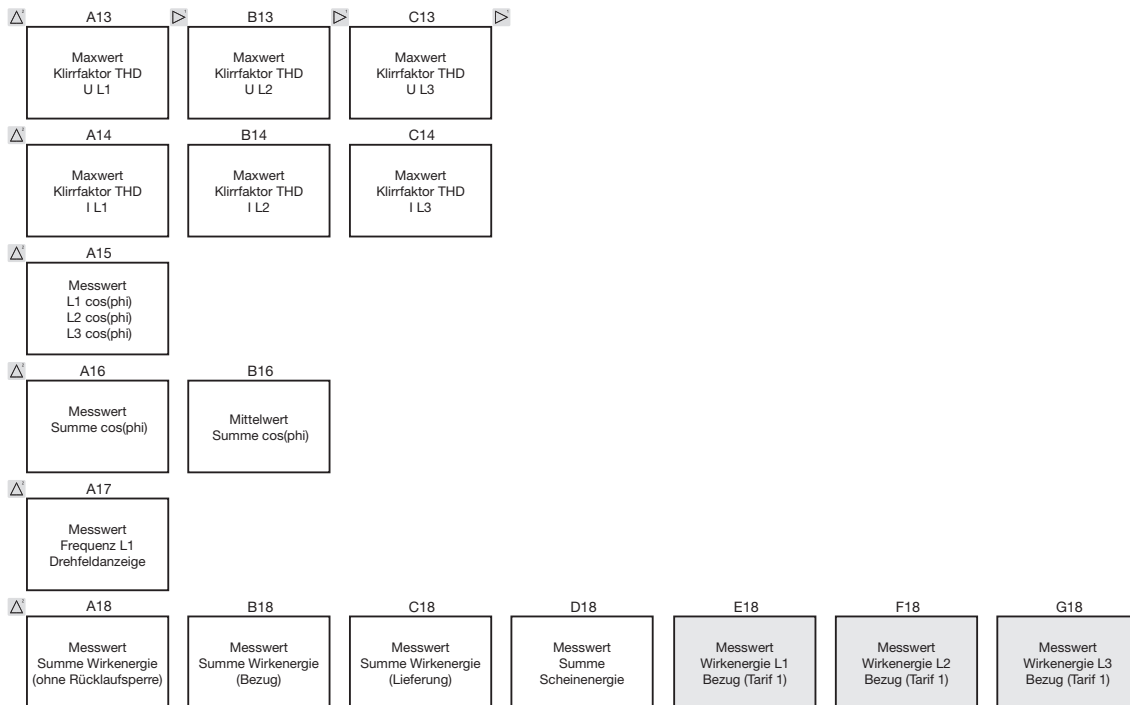 A13
B13
C13
Maxwert
Klirrfaktor THD
U L1
Maxwert
Klirrfaktor THD
U L2
Maxwert
Klirrfaktor THD
U L3
A14
B14
C14
Maxwert
Klirrfaktor THD
I L1
Maxwert
Klirrfaktor THD
I L2
Maxwert
Klirrfaktor THD
I L3
A15
Messwert
L1 cos(phi)
L2 cos(phi)
L3 cos(phi)
A16
B16
Messwert
Summe cos(phi)
Mittelwert
Summe cos(phi)
A17
Messwert
Frequenz L1
Drehfeldanzeige
A18
B18
C18
D18
E18
F18
G18
Messwert
Summe Wirkenergie
(ohne Rücklaufsperre)
Messwert
Summe Wirkenergie
(Bezug)
Messwert
Summe Wirkenergie
(Lieferung)
Messwert
Summe
Scheinenergie
Messwert
Wirkenergie L1
Bezug (Tarif 1)
Messwert
Wirkenergie L2
Bezug (Tarif 1)
Messwert
Wirkenergie L3
Bezug (Tarif 1)